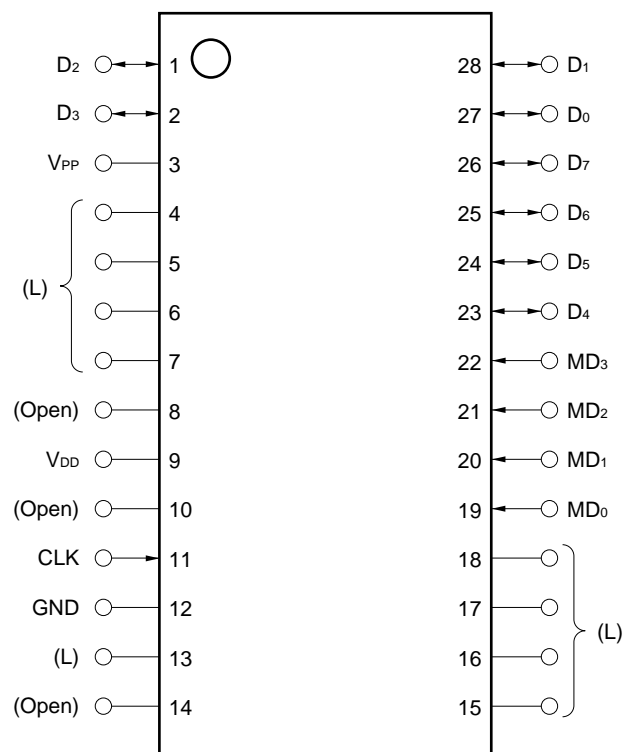 D2 1 28 D1
D3 2 27 D0
VPP 3 26 D7
4 25 D6
5 24 D5
(L)
6 23 D4
7 22 MD3
(Open) 8 21 MD2
VDD 9 20 MD1
(Open) 10 19 MD0
CLK 11 18
GND 12 17
(L)
(L) 13 16
(Open) 14 15